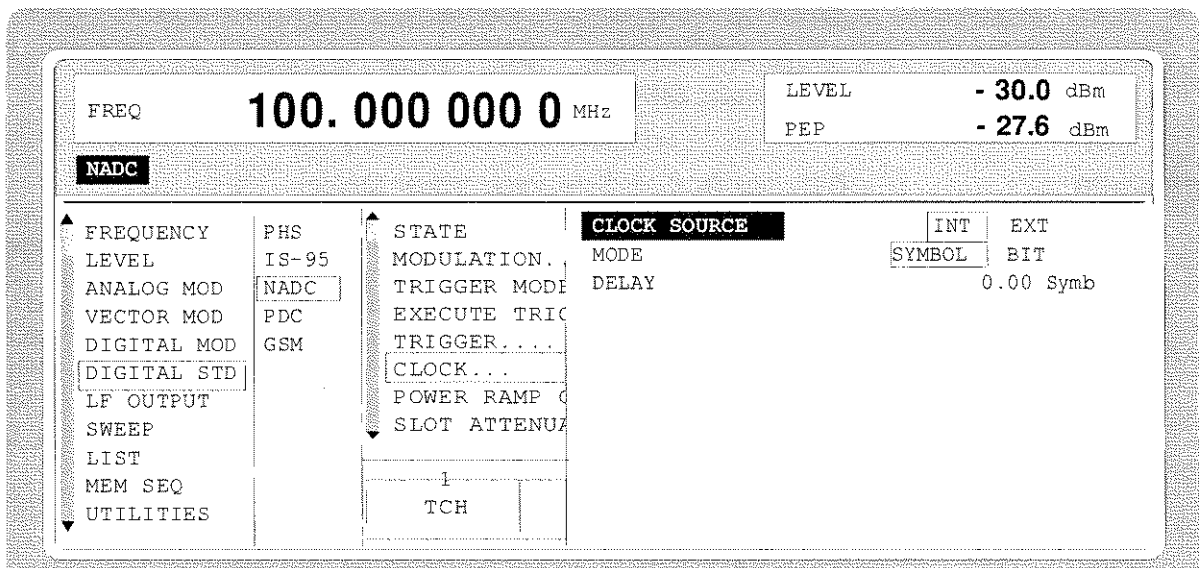 FREQ 100. 000 000 0 MHz
LEVEL - 30.0 dBm
PEP - 27.6 dBm
NADC
FREQUENCY
LEVEL
ANALOG MOD
VECTOR MOD
DIGITAL MOD
DIGITAL STD
LF OUTPUT
SWEEP
LIST
MEM SEQ
UTILITIES
PHS
IS-95
NADC
PDC
GSM
STATE
MODULATION..
TRIGGER MODE
EXECUTE TRIG
TRIGGER....
CLOCK...
POWER RAMP C
SLOT ATTENUA
1
TCH
CLOCK SOURCE INT EXT
MODE SYMBOL BIT
DELAY 0.00 Symb